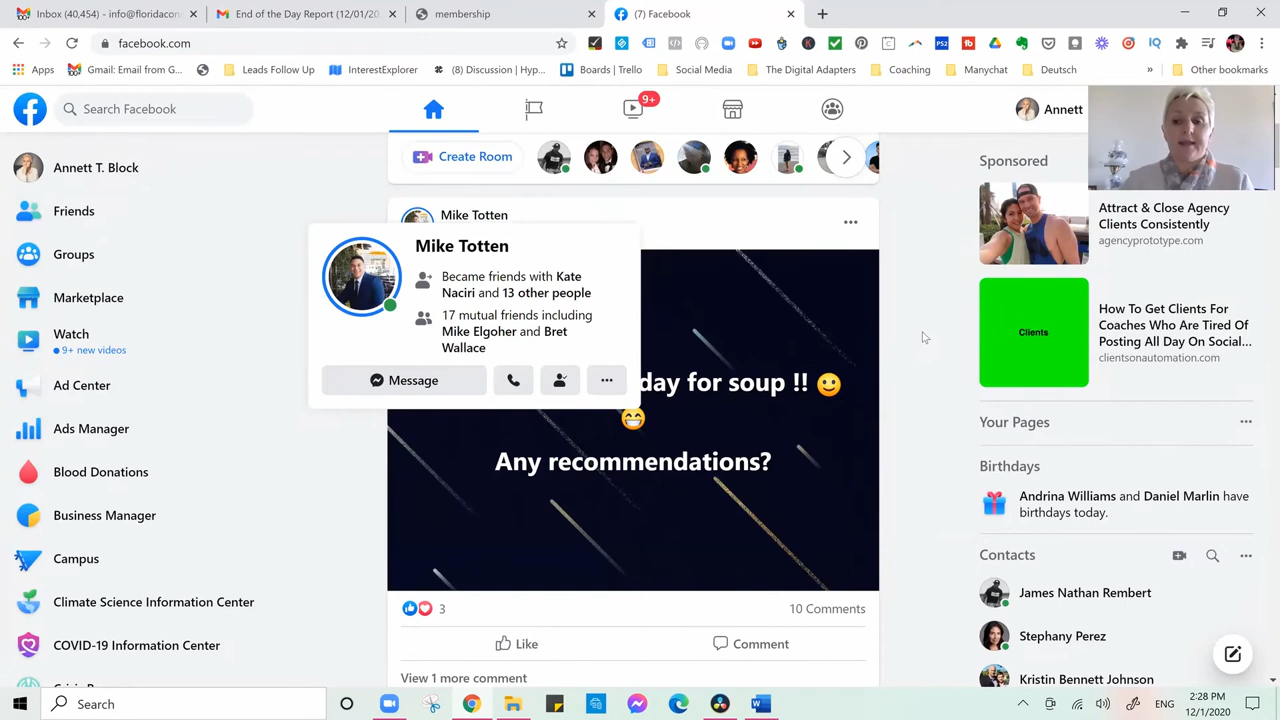 Inbox (40,454) - info@floridacon
End of the Day Report (12/01/20
membership
(7) Facebook
facebook.com
Apps
Gmail: Email from G...
Leads Follow Up
InterestExplorer
(8) Discussion | Hyp...
Boards | Trello
Social Media
The Digital Adapters
Coaching
Manychat
Deutsch
»
Other bookmarks
Search Facebook
9+
Annett
Annett T. Block
Friends
Groups
Marketplace
Watch
9+ new videos
Ad Center
Ads Manager
Blood Donations
Business Manager
Campus
Climate Science Information Center
COVID-19 Information Center
Create Room
Mike Totten
Mike Totten
Became friends with Kate
Naciri and 13 other people
17 mutual friends including
Mike Elgoher and Bret
Wallace
Message
day for soup !! 😀
😁
Any recommendations?
3
10 Comments
Like
Comment
View 1 more comment
Sponsored
Attract & Close Agency
Clients Consistently
agencyprototype.com
Clients
How To Get Clients For
Coaches Who Are Tired Of
Posting All Day On Social...
clientsonautomation.com
Your Pages
Birthdays
Andrina Williams and Daniel Marlin have
birthdays today.
Contacts
James Nathan Rembert
Stephany Perez
Kristin Bennett Johnson
Search
ENG
2:28 PM
12/1/2020